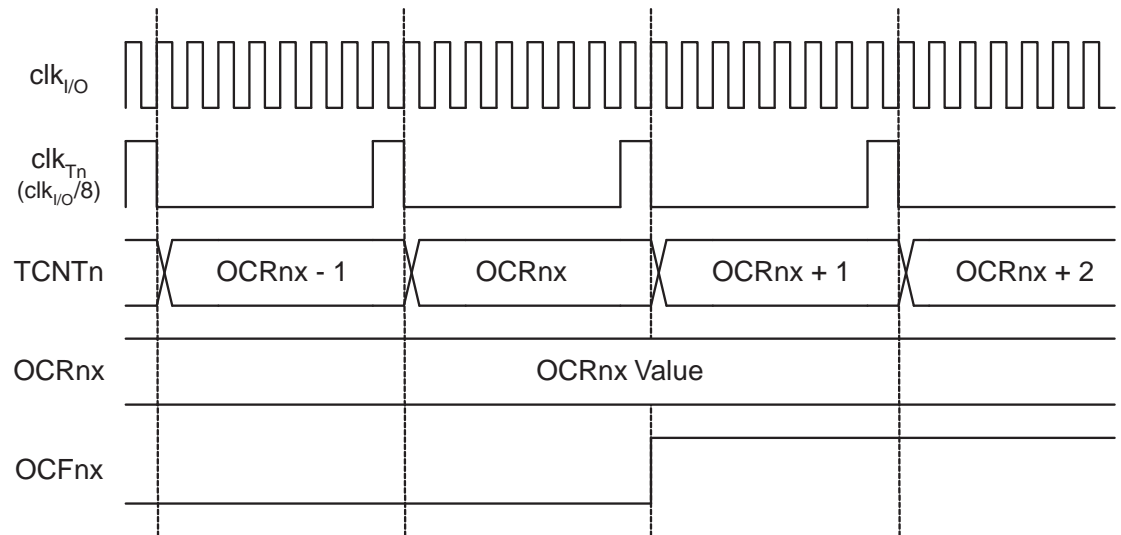 clkI/O
clkTn
(clkI/O/8)
TCNTn
OCRnx - 1
OCRnx
OCRnx + 1
OCRnx + 2
OCRnx
OCRnx Value
OCFnx